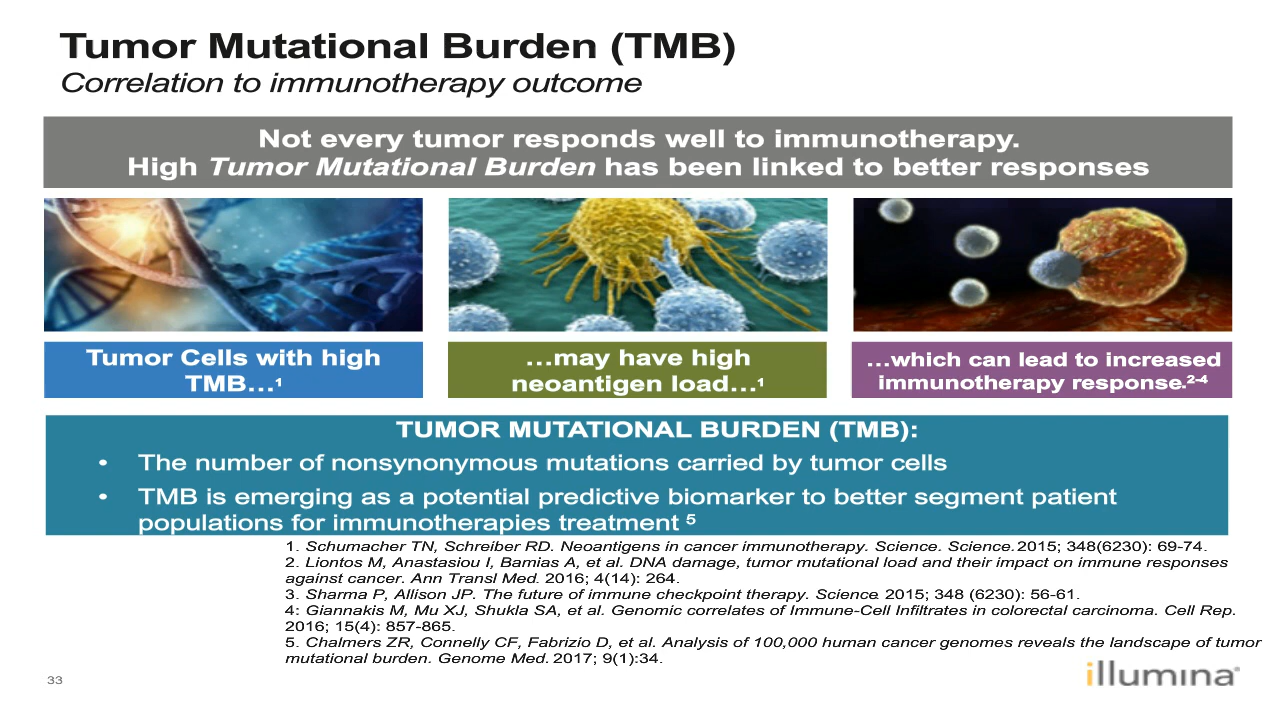 Tumor Mutational Burden (TMB)
Correlation to immunotherapy outcome
Not every tumor responds well to immunotherapy.
High Tumor Mutational Burden has been linked to better responses
Tumor Cells with high
TMB...1
...may have high
neoantigen load...1
...which can lead to increased
immunotherapy response.2-4
TUMOR MUTATIONAL BURDEN (TMB):
• The number of nonsynonymous mutations carried by tumor cells
• TMB is emerging as a potential predictive biomarker to better segment patient
populations for immunotherapies treatment 5
1. Schumacher TN, Schreiber RD. Neoantigens in cancer immunotherapy. Science. Science.2015; 348(6230): 69-74.
2. Liontos M, Anastasiou I, Bamias A, et al. DNA damage, tumor mutational load and their impact on immune responses
against cancer. Ann Transl Med. 2016; 4(14): 264.
3. Sharma P, Allison JP. The future of immune checkpoint therapy. Science. 2015; 348 (6230): 56-61.
4: Giannakis M, Mu XJ, Shukla SA, et al. Genomic correlates of Immune-Cell Infiltrates in colorectal carcinoma. Cell Rep.
2016; 15(4): 857-865.
5. Chalmers ZR, Connelly CF, Fabrizio D, et al. Analysis of 100,000 human cancer genomes reveals the landscape of tumor
mutational burden. Genome Med. 2017; 9(1):34.
33
illumina®